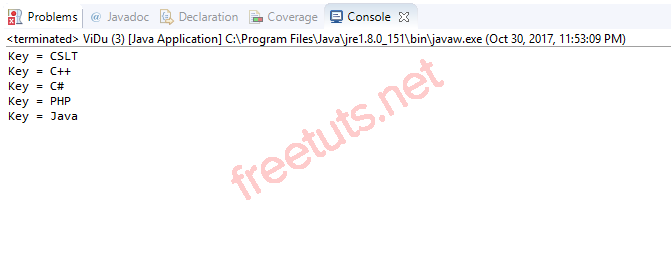 Problems @ Javadoc Declaration Coverage Console
<terminated> ViDu (3) [Java Application] C:\Program Files\Java\jre1.8.0_151\bin\javaw.exe (Oct 30, 2017, 11:53:09 PM)
Key = CSLT
Key = C++
Key = C#
Key = PHP
Key = Java
freetuts.net